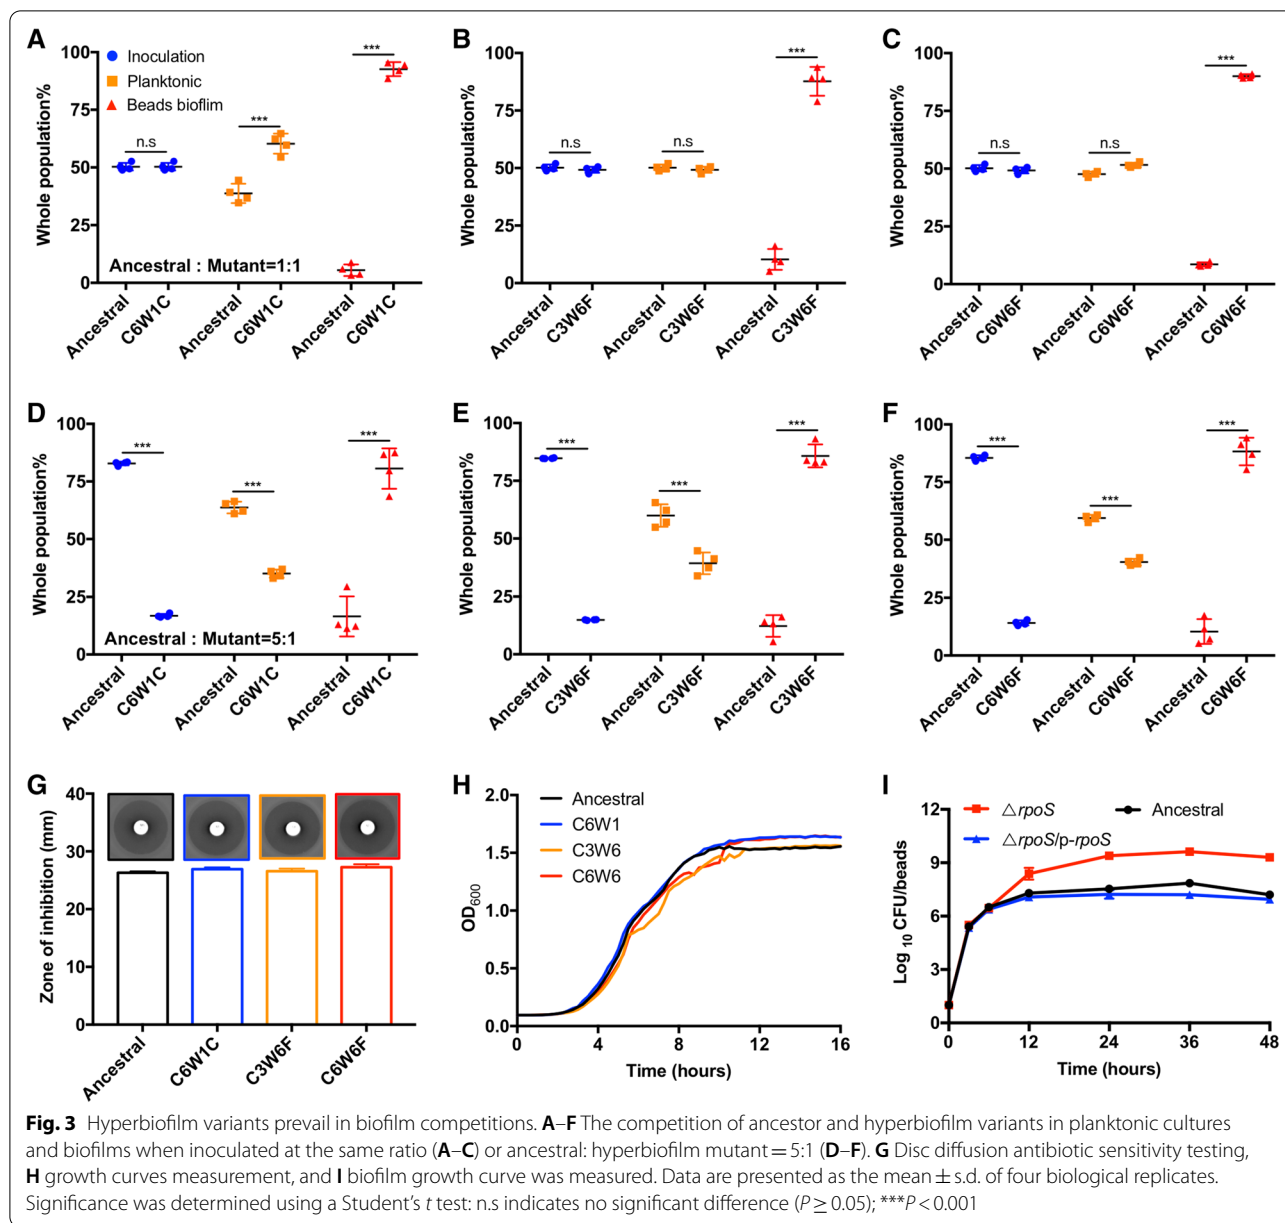 A
Inoculation
Planktonic
Beads bioflim
Whole population%
100
75
50
25
0
n.s
***
***
Ancestral : Mutant=1:1
Ancestral
C6W1C
Ancestral
C6W1C
Ancestral
C6W1C
B
Whole population%
100
75
50
25
0
n.s
n.s
***
Ancestral
C3W6F
Ancestral
C3W6F
Ancestral
C3W6F
C
Whole population%
100
75
50
25
0
n.s
n.s
***
Ancestral
C6W6F
Ancestral
C6W6F
Ancestral
C6W6F
D
Whole population%
100
75
50
25
0
***
***
***
Ancestral : Mutant=5:1
Ancestral
C6W1C
Ancestral
C6W1C
Ancestral
C6W1C
E
Whole population%
100
75
50
25
0
***
***
***
Ancestral
C3W6F
Ancestral
C3W6F
Ancestral
C3W6F
F
Whole population%
100
75
50
25
0
***
***
***
Ancestral
C6W6F
Ancestral
C6W6F
Ancestral
C6W6F
G
Zone of inhibition (mm)
40
30
20
10
0
Ancestral
C6W1C
C3W6F
C6W6F
H
OD600
2.0
1.5
1.0
0.5
0.0
Ancestral
C6W1
C3W6
C6W6
0 4 8 12 16
Time (hours)
I
Log 10 CFU/beads
12
9
6
3
0
△rpoS
Ancestral
△rpoS/p-rpoS
0 12 24 36 48
Time (hours)
Fig. 3 Hyperbiofilm variants prevail in biofilm competitions. A–F The competition of ancestor and hyperbiofilm variants in planktonic cultures
and biofilms when inoculated at the same ratio (A–C) or ancestral: hyperbiofilm mutant = 5:1 (D–F). G Disc diffusion antibiotic sensitivity testing,
H growth curves measurement, and I biofilm growth curve was measured. Data are presented as the mean ± s.d. of four biological replicates.
Significance was determined using a Student's t test: n.s indicates no significant difference (P ≥ 0.05); ***P < 0.001